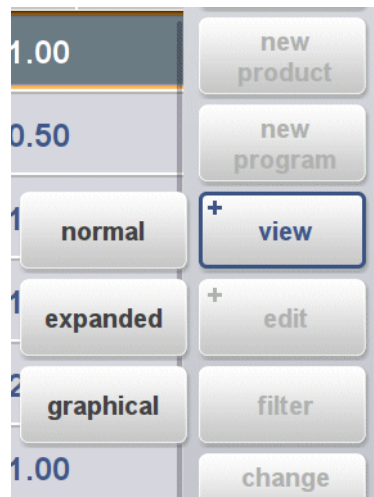 1.00
new
product
0.50
new
program
+
view
normal
+
edit
expanded
filter
graphical
1.00
change